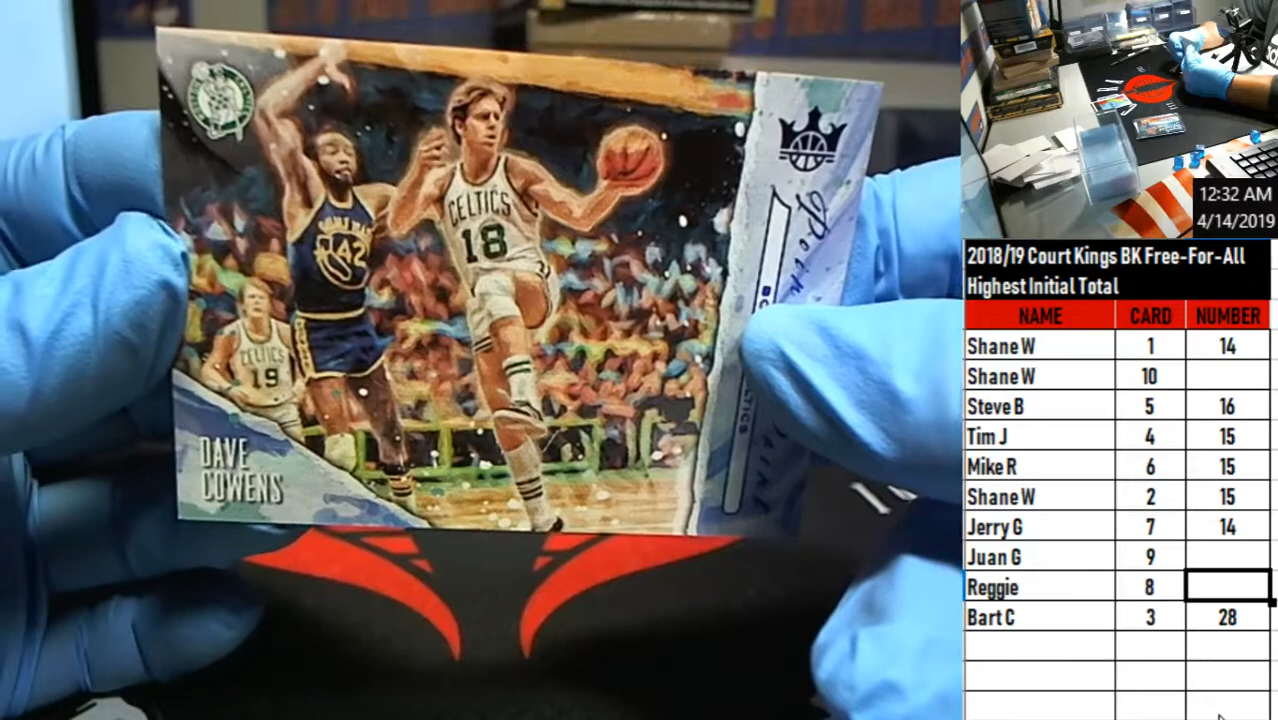 CELTICS
18
42
CELTICS
19
DAVE
COWENS
12:32 AM
4/14/2019
2018/19 Court Kings BK Free-For-All
Highest Initial Total
NAME CARD NUMBER
Shane W 1 14
Shane W 10
Steve B 5 16
Tim J 4 15
Mike R 6 15
Shane W 2 15
Jerry G 7 14
Juan G 9
Reggie 8
Bart C 3 28